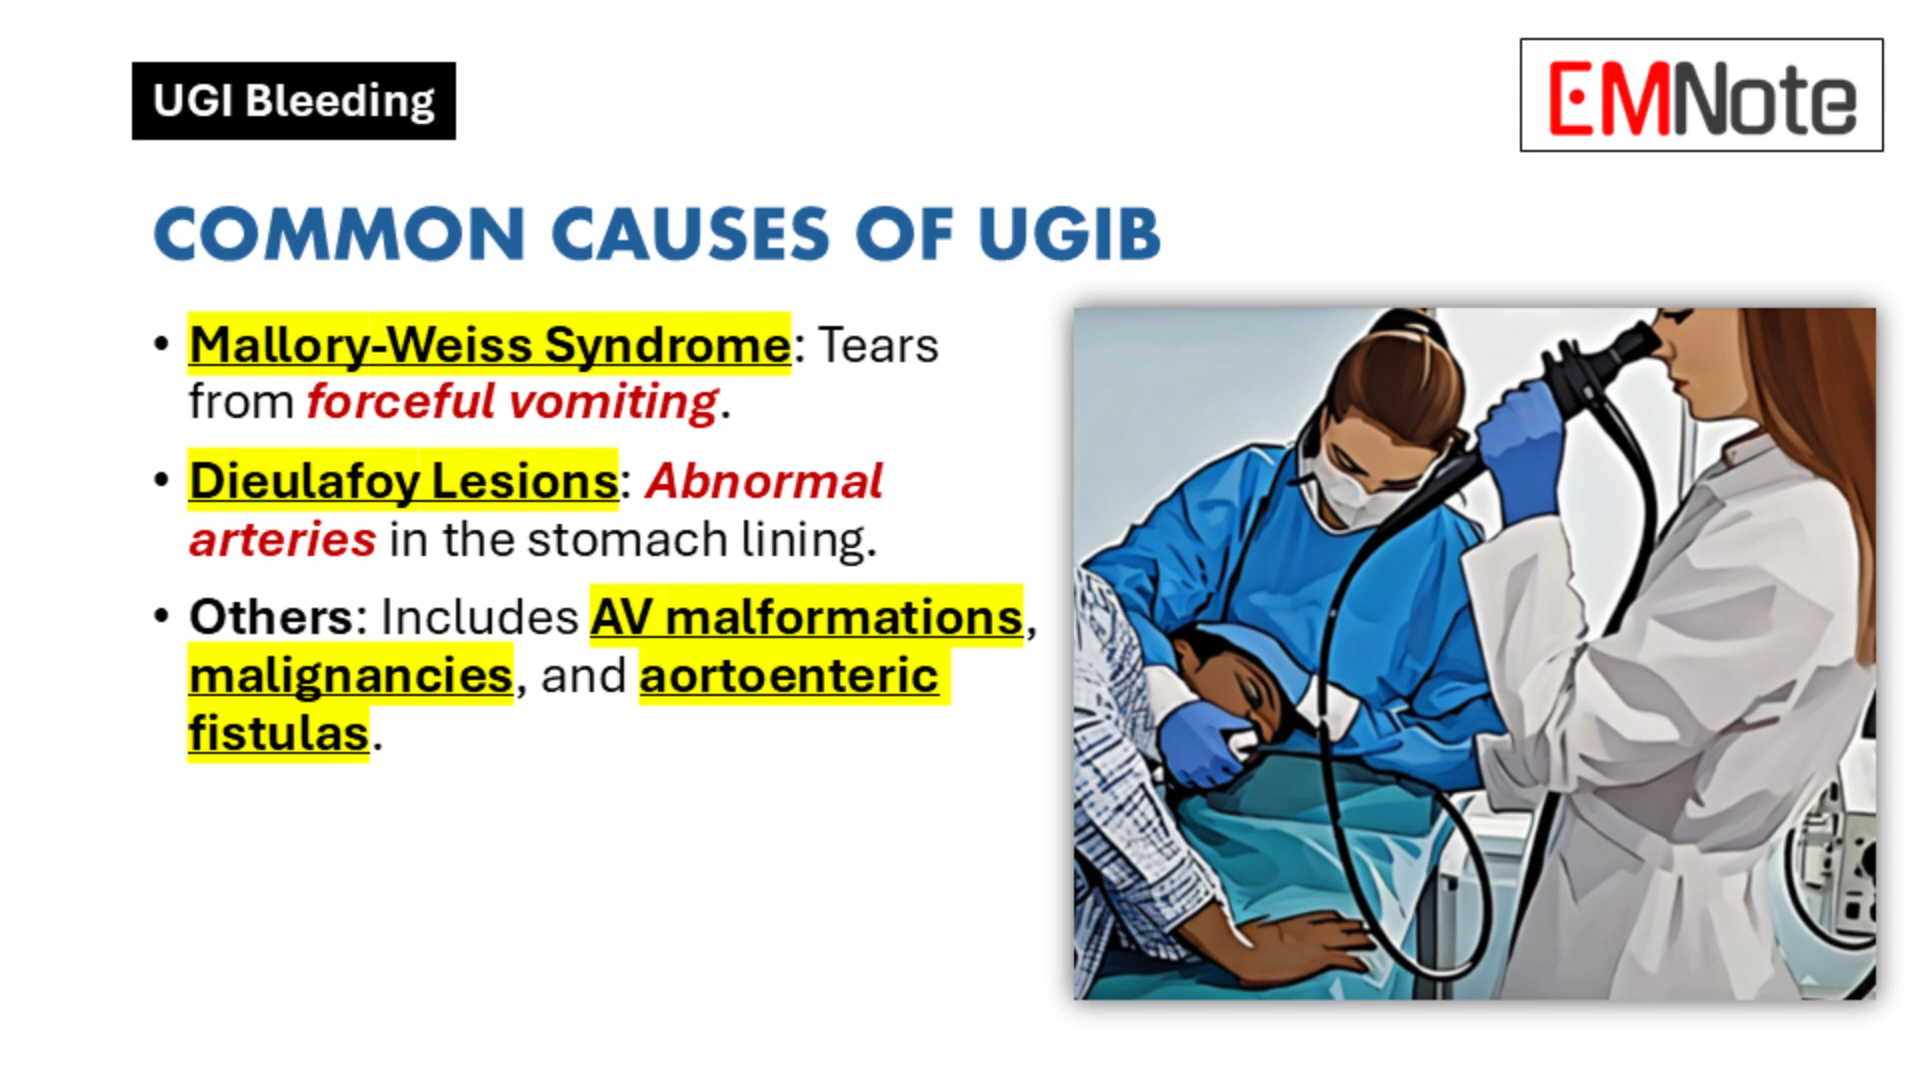 UGI Bleeding
EMNote
COMMON CAUSES OF UGIB
• Mallory-Weiss Syndrome: Tears
from forceful vomiting.
• Dieulafoy Lesions: Abnormal
arteries in the stomach lining.
• Others: Includes AV malformations,
malignancies, and aortoenteric
fistulas.